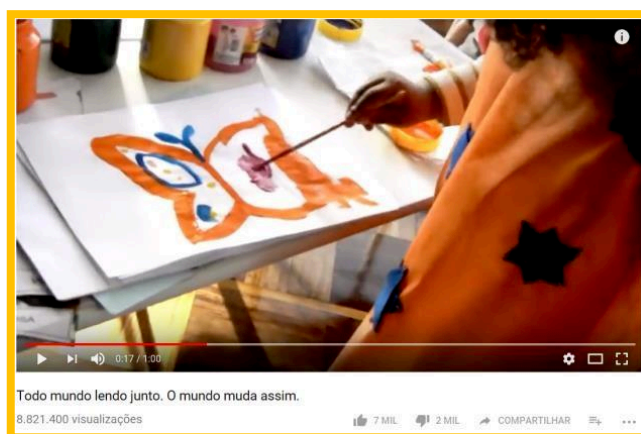 0:17 / 1:00
Todo mundo lendo junto. O mundo muda assim.
8.821.400 visualizações
7 MIL 2 MIL COMPARTILHAR